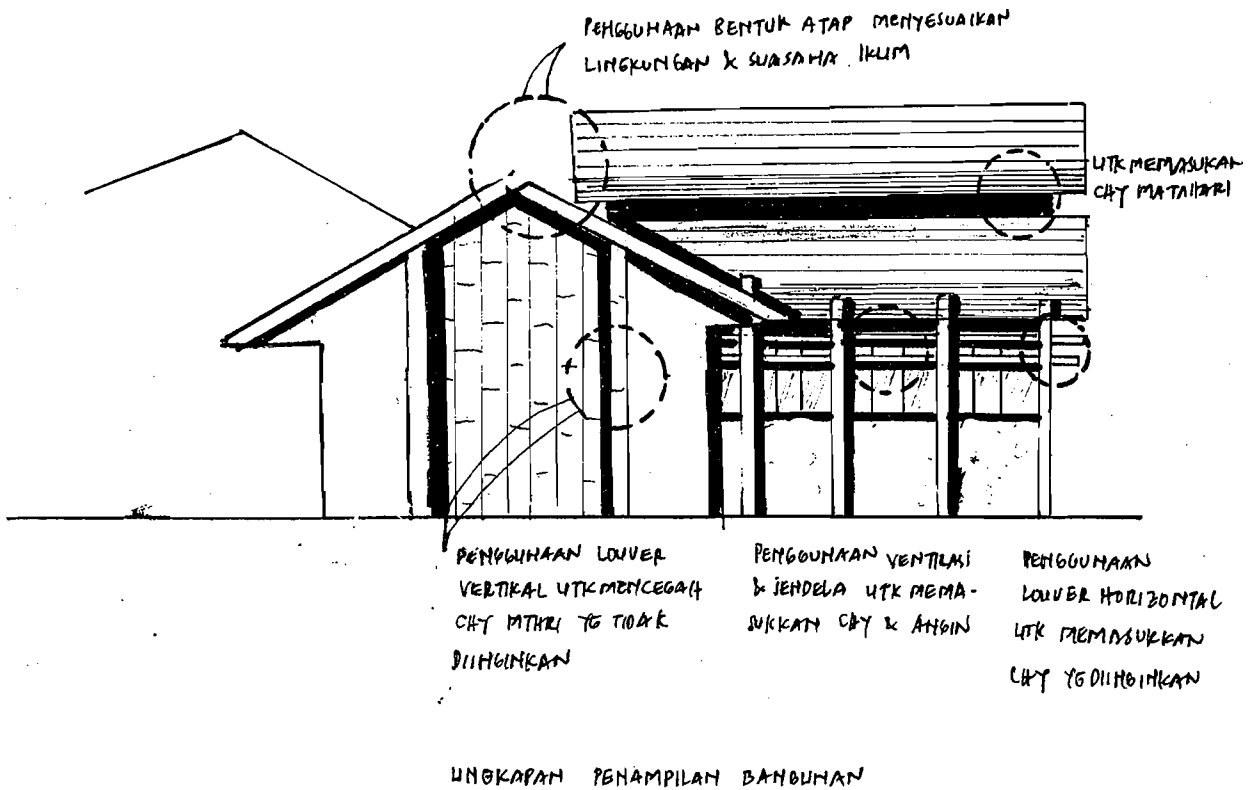 PENGGUNAAN BENTUK ATAP MENYESUAIKAN
LINGKUNGAN & SUASANA IKLIM
UTK MEMASUKAN
CHY MATAHARI
PENGGUNAAN LOUVER
VERTIKAL UTK MENCEGAH
CHY MTHRI YG TIDAK
DIINGINKAN
PENGGUNAAN VENTILASI
& JENDELA UTK MEMA-
SUKKAN CHY & ANGIN
PENGGUNAAN
LOUVER HORIZONTAL
UTK MEMASUKKAN
CHY YG DIINGINKAN
UNGKAPAN PENAMPILAN BANGUNAN